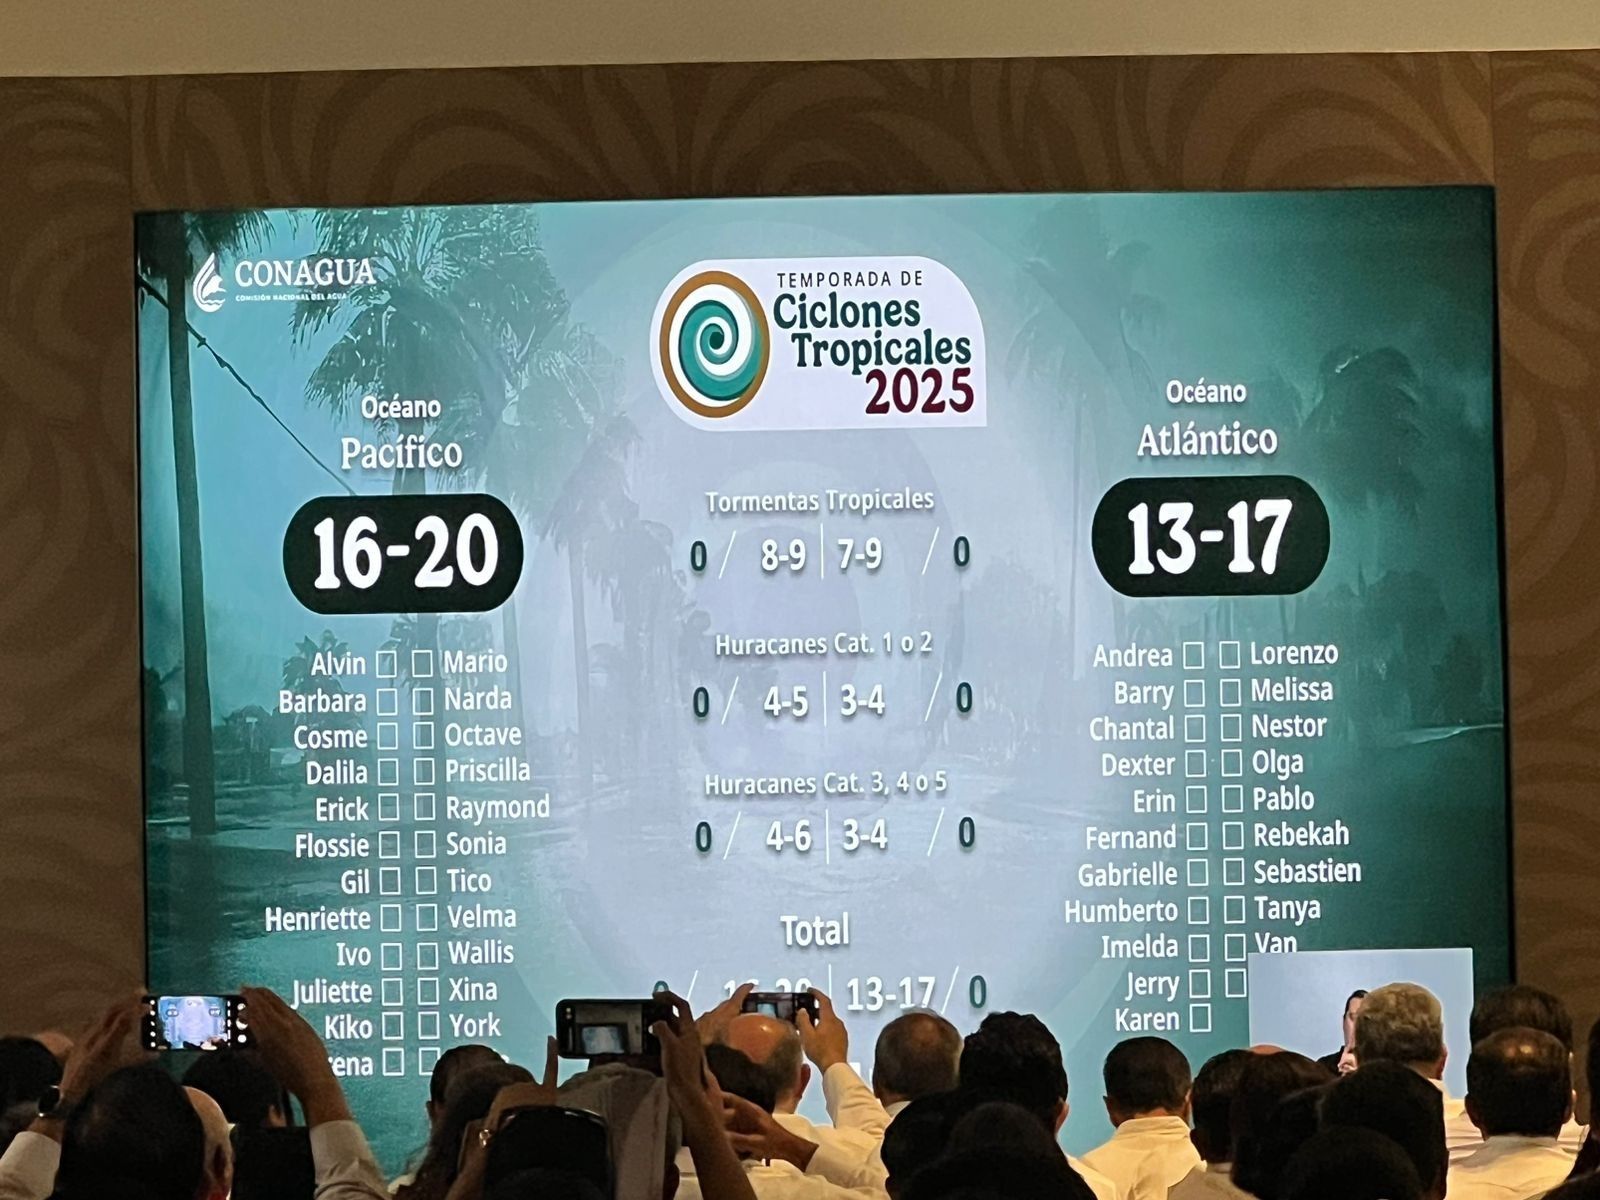 CONAGUA
COMISIÓN NACIONAL DEL AGUA
TEMPORADA DE
Ciclones
Tropicales
2025
Océano
Pacífico
16-20
Alvin Mario
Barbara Narda
Cosme Octave
Dalila Priscilla
Erick Raymond
Flossie Sonia
Gil Tico
Henriette Velma
Ivo Wallis
Juliette Xina
Kiko York
Tormentas Tropicales
0 / 8-9 | 7-9 / 0
Huracanes Cat. 1 o 2
0 / 4-5 | 3-4 / 0
Huracanes Cat. 3, 4 o 5
0 / 4-6 | 3-4 / 0
Total
0 / 16-20 | 13-17 / 0
Océano
Atlántico
13-17
Andrea Lorenzo
Barry Melissa
Chantal Nestor
Dexter Olga
Erin Pablo
Fernand Rebekah
Gabrielle Sebastien
Humberto Tanya
Imelda Van
Jerry
Karen